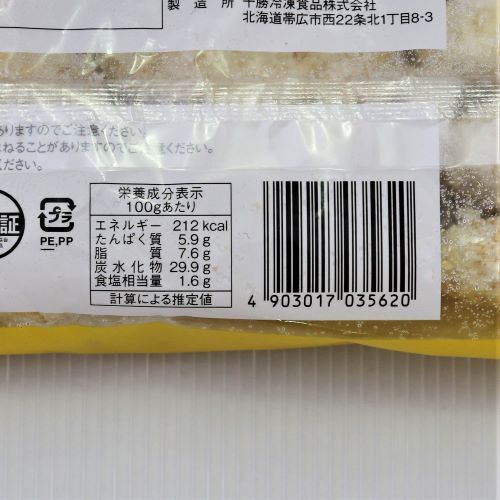 製造所 十勝冷凍食品株式会社
北海道帯広市西22条北1丁目8-3
ありますのでご注意ください。
はねることがありますのでご注意ください。
ください。
証
プラ
PE,PP
栄養成分表示
100gあたり
エネルギー 212 kcal
たんぱく質 5.9 g
脂質 7.6 g
炭水化物 29.9 g
食塩相当量 1.6 g
計算による推定値
4 903017 035620